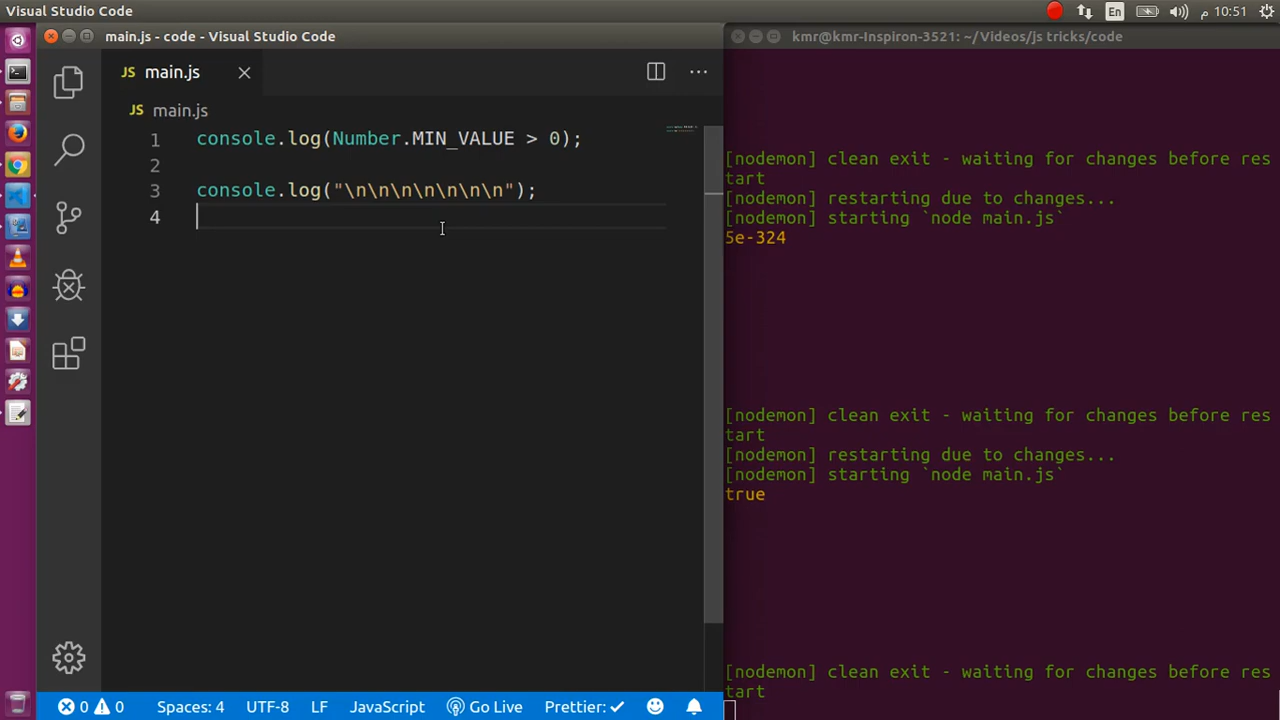 Visual Studio Code
En
10:51 م
main.js - code - Visual Studio Code
kmr@kmr-Inspiron-3521: ~/Videos/js tricks/code
JS main.js
JS main.js
1 console.log(Number.MIN_VALUE > 0);
2
3 console.log("\n\n\n\n\n\n\n");
4
[nodemon] clean exit - waiting for changes before res
tart
[nodemon] restarting due to changes...
[nodemon] starting `node main.js`
5e-324
[nodemon] clean exit - waiting for changes before res
tart
[nodemon] restarting due to changes...
[nodemon] starting `node main.js`
true
[nodemon] clean exit - waiting for changes before res
tart
0 0 Spaces: 4 UTF-8 LF JavaScript Go Live Prettier: